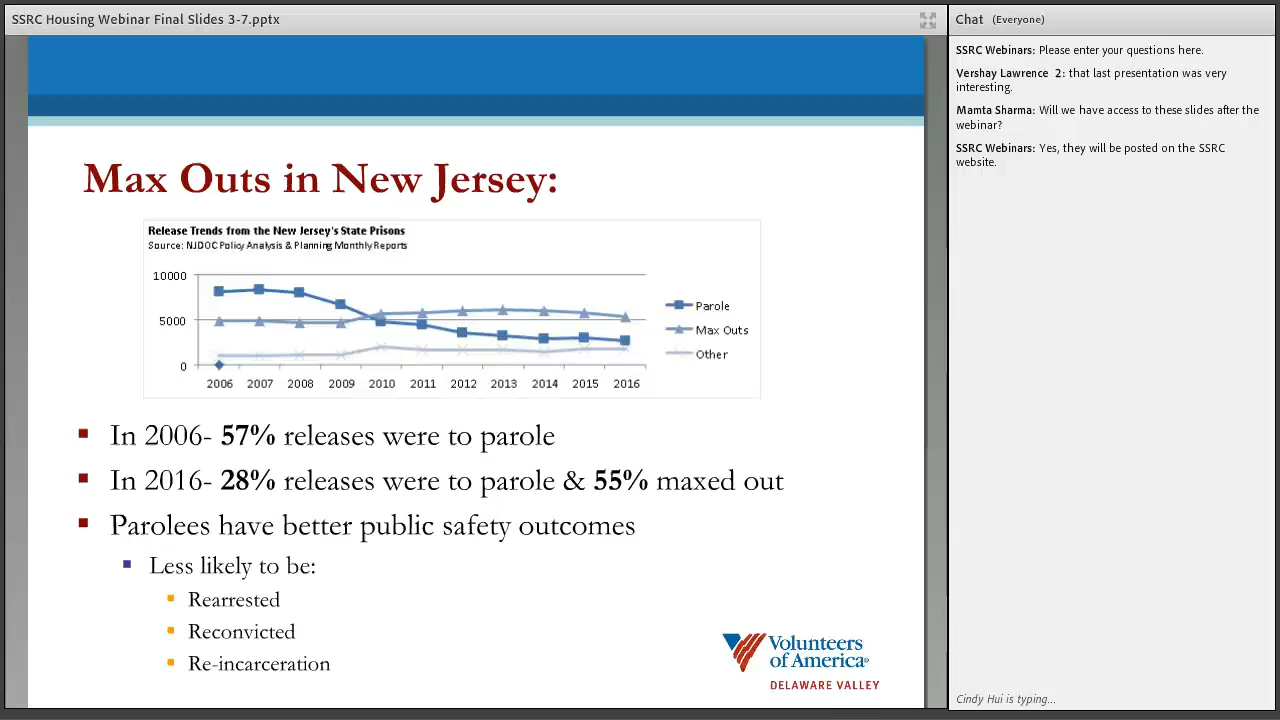 SSRC Housing Webinar Final Slides 3-7.pptx
Max Outs in New Jersey:
Release Trends from the New Jersey's State Prisons
Source: NJDOC Policy Analysis & Planning Monthly Reports
10000
5000
0
2006 2007 2008 2009 2010 2011 2012 2013 2014 2015 2016
Parole
Max Outs
Other
In 2006- 57% releases were to parole
In 2016- 28% releases were to parole & 55% maxed out
Parolees have better public safety outcomes
Less likely to be:
Rearrested
Reconvicted
Re-incarceration
Volunteers
of America®
DELAWARE VALLEY
Chat (Everyone)
SSRC Webinars: Please enter your questions here.
Vershay Lawrence 2: that last presentation was very
interesting.
Mamta Sharma: Will we have access to these slides after the
webinar?
SSRC Webinars: Yes, they will be posted on the SSRC
website.
Cindy Hui is typing...